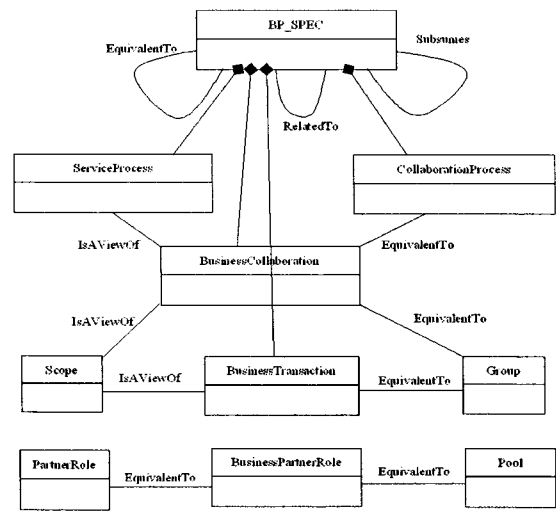 BP_SPEC
EquivalentTo
Subsumes
RelatedTo
ServiceProcess
CollaborationProcess
IsAViewOf
EquivalentTo
BusinessCollaboration
IsAViewOf
EquivalentTo
Scope
IsAViewOf
BusinessTransaction
EquivalentTo
Group
PartnerRole
EquivalentTo
BusinessPartnerRole
EquivalentTo
Pool